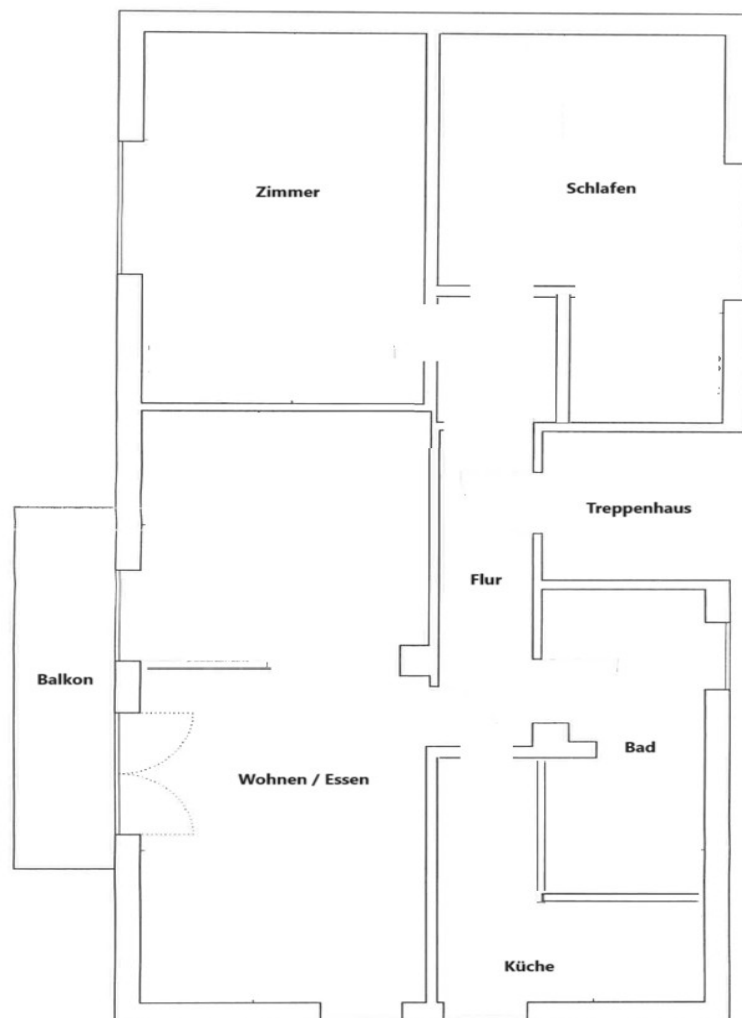 Zimmer
Schlafen
Treppenhaus
Flur
Balkon
Bad
Wohnen / Essen
Küche